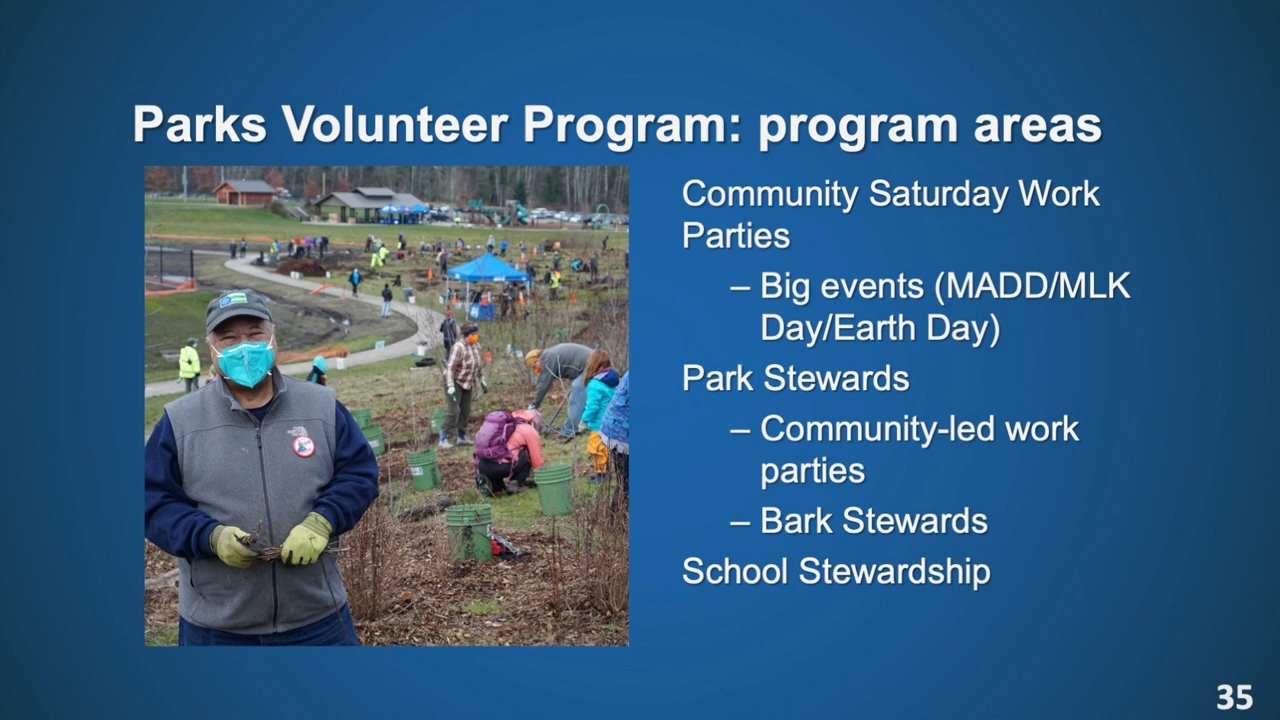 Parks Volunteer Program: program areas
Community Saturday Work
Parties
– Big events (MADD/MLK
Day/Earth Day)
Park Stewards
– Community-led work
parties
– Bark Stewards
School Stewardship
35